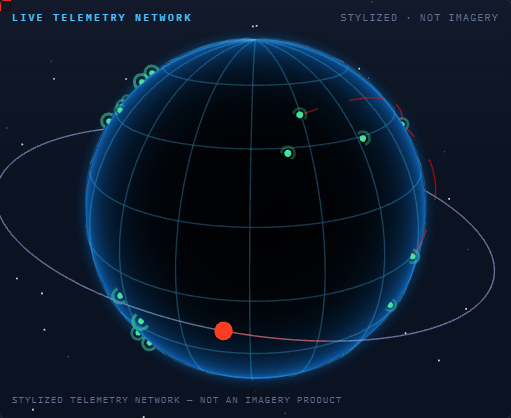 LIVE TELEMETRY NETWORK
STYLIZED · NOT IMAGERY
STYLIZED TELEMETRY NETWORK — NOT AN IMAGERY PRODUCT